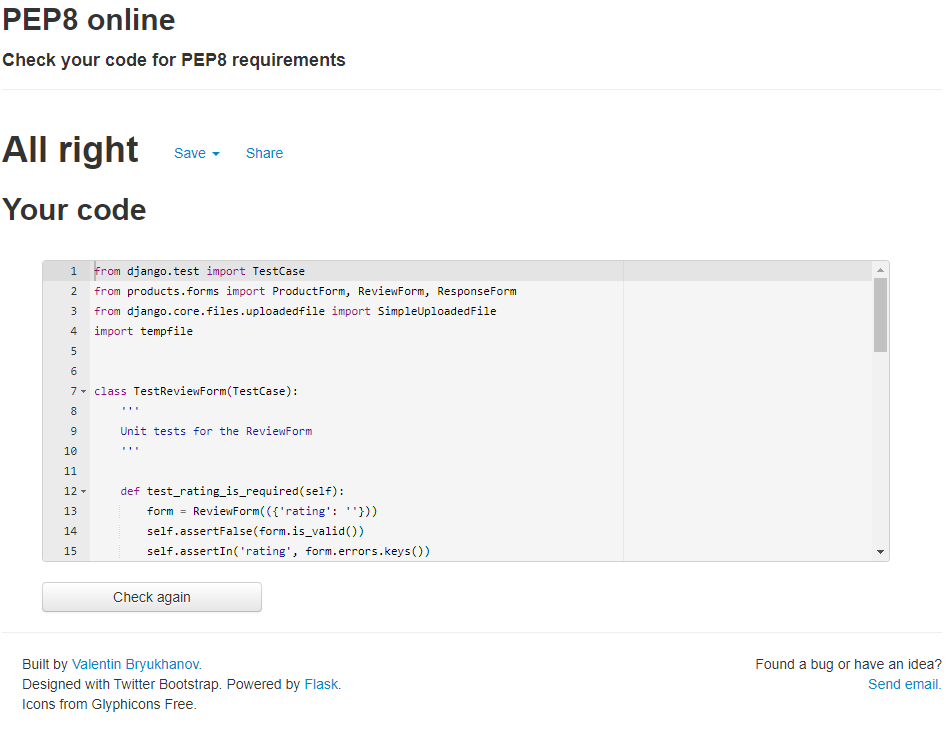 PEP8 online
Check your code for PEP8 requirements
All right Save Share
Your code
1 from django.test import TestCase
2 from products.forms import ProductForm, ReviewForm, ResponseForm
3 from django.core.files.uploadedfile import SimpleUploadedFile
4 import tempfile
5
6
7 class TestReviewForm(TestCase):
8     '''
9     Unit tests for the ReviewForm
10     '''
11
12     def test_rating_is_required(self):
13         form = ReviewForm(({'rating': ''}))
14         self.assertFalse(form.is_valid())
15         self.assertIn('rating', form.errors.keys())
Check again
Built by Valentin Bryukhanov. Found a bug or have an idea?
Designed with Twitter Bootstrap. Powered by Flask. Send email.
Icons from Glyphicons Free.